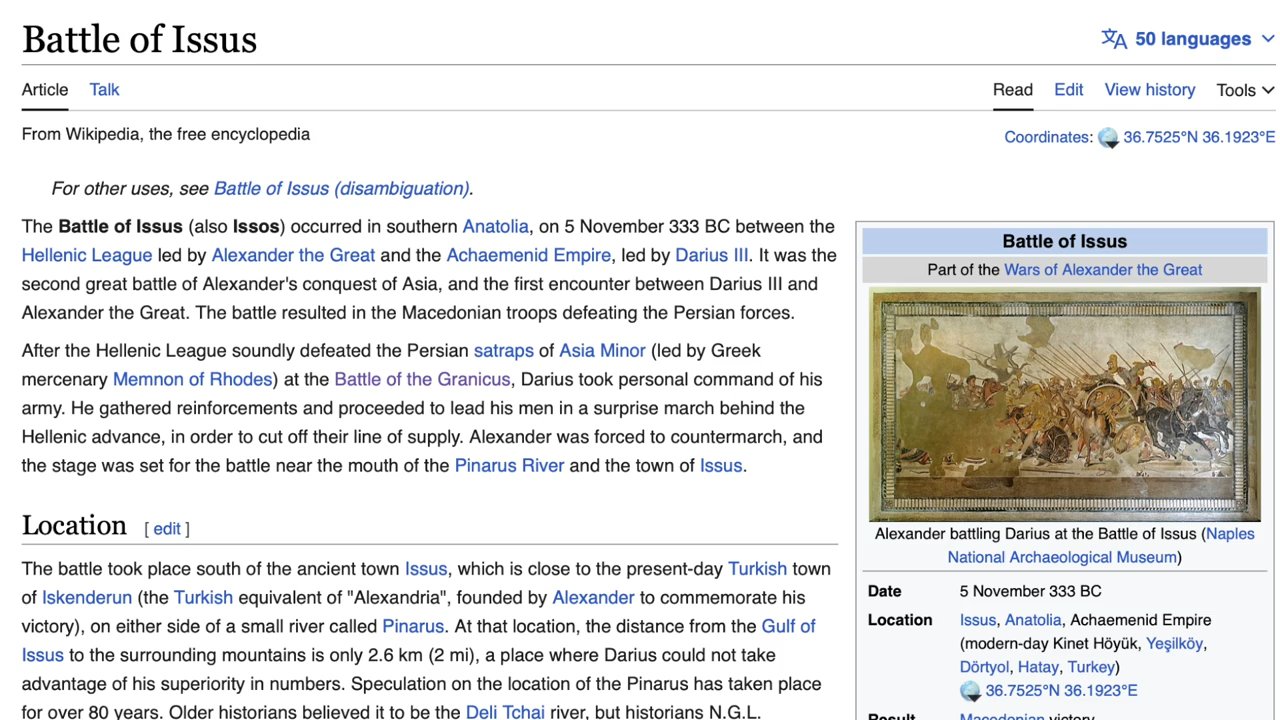 Battle of Issus
50 languages
Article Talk
Read Edit View history Tools
From Wikipedia, the free encyclopedia
Coordinates: 36.7525°N 36.1923°E
For other uses, see Battle of Issus (disambiguation).
The Battle of Issus (also Issos) occurred in southern Anatolia, on 5 November 333 BC between the
Hellenic League led by Alexander the Great and the Achaemenid Empire, led by Darius III. It was the
second great battle of Alexander's conquest of Asia, and the first encounter between Darius III and
Alexander the Great. The battle resulted in the Macedonian troops defeating the Persian forces.
After the Hellenic League soundly defeated the Persian satraps of Asia Minor (led by Greek
mercenary Memnon of Rhodes) at the Battle of the Granicus, Darius took personal command of his
army. He gathered reinforcements and proceeded to lead his men in a surprise march behind the
Hellenic advance, in order to cut off their line of supply. Alexander was forced to countermarch, and
the stage was set for the battle near the mouth of the Pinarus River and the town of Issus.
Location [ edit ]
The battle took place south of the ancient town Issus, which is close to the present-day Turkish town
of Iskenderun (the Turkish equivalent of "Alexandria", founded by Alexander to commemorate his
victory), on either side of a small river called Pinarus. At that location, the distance from the Gulf of
Issus to the surrounding mountains is only 2.6 km (2 mi), a place where Darius could not take
advantage of his superiority in numbers. Speculation on the location of the Pinarus has taken place
for over 80 years. Older historians believed it to be the Deli Tchai river, but historians N.G.L.
Battle of Issus
Part of the Wars of Alexander the Great
Alexander battling Darius at the Battle of Issus (Naples
National Archaeological Museum)
Date 5 November 333 BC
Location Issus, Anatolia, Achaemenid Empire
(modern-day Kinet Höyük, Yeşilköy,
Dörtyol, Hatay, Turkey)
36.7525°N 36.1923°E
Result Macedonian victory